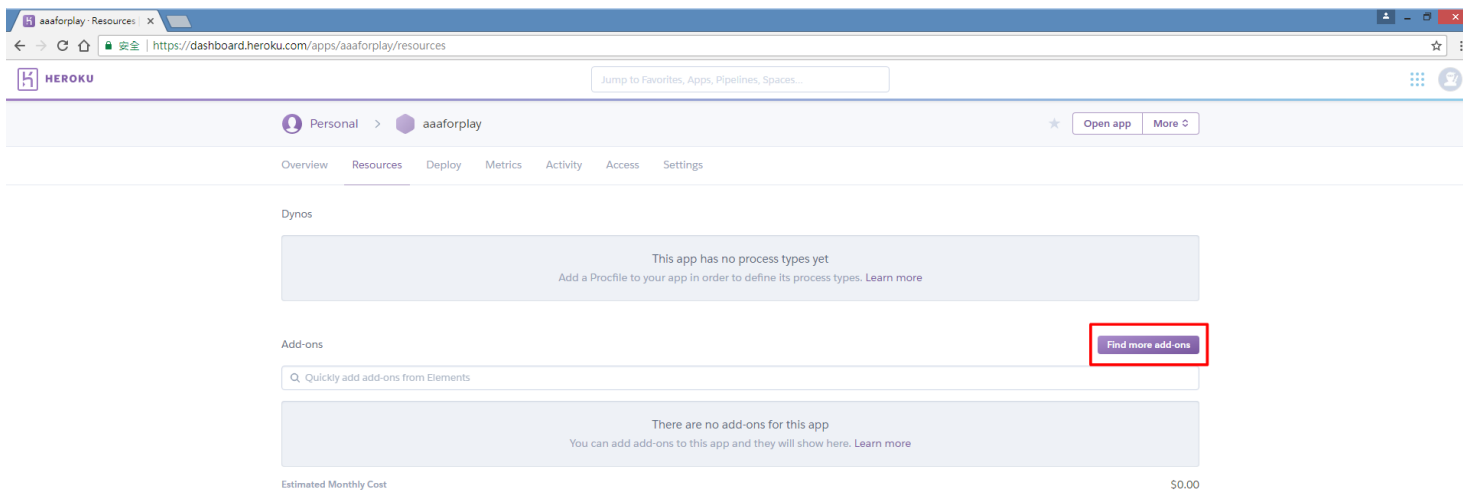 aaaforplay · Resources
安全 | https://dashboard.heroku.com/apps/aaaforplay/resources
HEROKU
Jump to Favorites, Apps, Pipelines, Spaces...
Personal > aaaforplay
Open app More
Overview Resources Deploy Metrics Activity Access Settings
Dynos
This app has no process types yet
Add a Procfile to your app in order to define its process types. Learn more
Add-ons
Find more add-ons
Quickly add add-ons from Elements
There are no add-ons for this app
You can add add-ons to this app and they will show here. Learn more
Estimated Monthly Cost $0.00